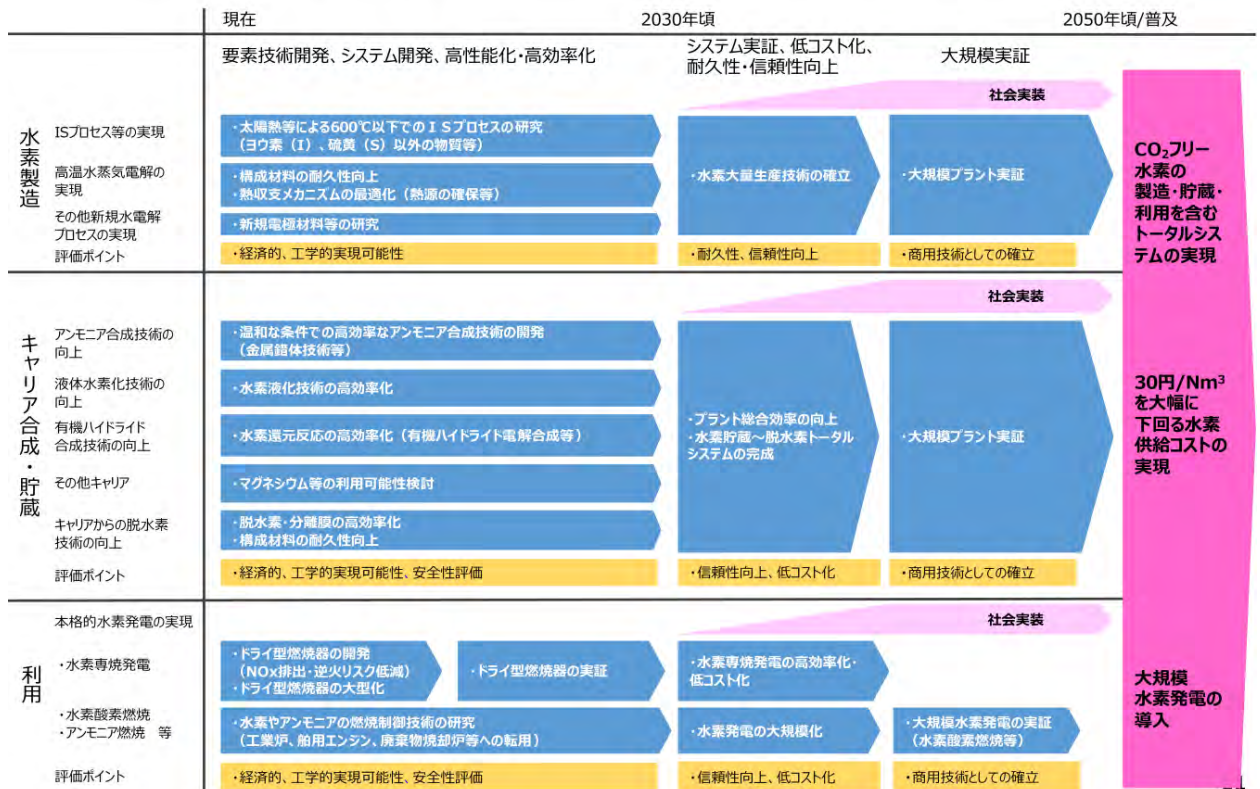 現在
2030年頃
2050年頃/普及
要素技術開発、システム開発、高性能化・高効率化
システム実証、低コスト化、
耐久性・信頼性向上
大規模実証
社会実装
水素製造
ISプロセス等の実現
・太陽熱等による600℃以下でのISプロセスの研究
(ヨウ素(I)、硫黄(S)以外の物質等)
高温水蒸気電解の
実現
・構成材料の耐久性向上
・熱収支メカニズムの最適化(熱源の確保等)
その他新規水電解
プロセスの実現
・新規電極材料等の研究
・水素大量生産技術の確立
・大規模プラント実証
評価ポイント
・経済的、工学的実現可能性
・耐久性、信頼性向上
・商用技術としての確立
CO₂フリー
水素の
製造・貯蔵・
利用を含む
トータルシス
テムの実現
社会実装
キャリア合成・貯蔵
アンモニア合成技術の
向上
・温和な条件での高効率なアンモニア合成技術の開発
(金属錯体技術等)
液体水素化技術の
向上
・水素液化技術の高効率化
有機ハイドライド
合成技術の向上
・水素還元反応の高効率化(有機ハイドライド電解合成等)
その他キャリア
・マグネシウム等の利用可能性検討
キャリアからの脱水素
技術の向上
・脱水素・分離膜の高効率化
・構成材料の耐久性向上
・プラント総合効率の向上
・水素貯蔵~脱水素トータル
システムの完成
・大規模プラント実証
評価ポイント
・経済的、工学的実現可能性、安全性評価
・信頼性向上、低コスト化
・商用技術としての確立
30円/Nm³
を大幅に
下回る水素
供給コストの
実現
社会実装
利用
本格的水素発電の実現
・水素専焼発電
・ドライ型燃焼器の開発
(NOx排出・逆火リスク低減)
・ドライ型燃焼器の大型化
・ドライ型燃焼器の実証
・水素専焼発電の高効率化・
低コスト化
・水素酸素燃焼
・アンモニア燃焼 等
・水素やアンモニアの燃焼制御技術の研究
(工業炉、舶用エンジン、廃棄物焼却炉等への転用)
・水素発電の大規模化
・大規模水素発電の実証
(水素酸素燃焼等)
評価ポイント
・経済的、工学的実現可能性、安全性評価
・信頼性向上、低コスト化
・商用技術としての確立
大規模
水素発電の
導入